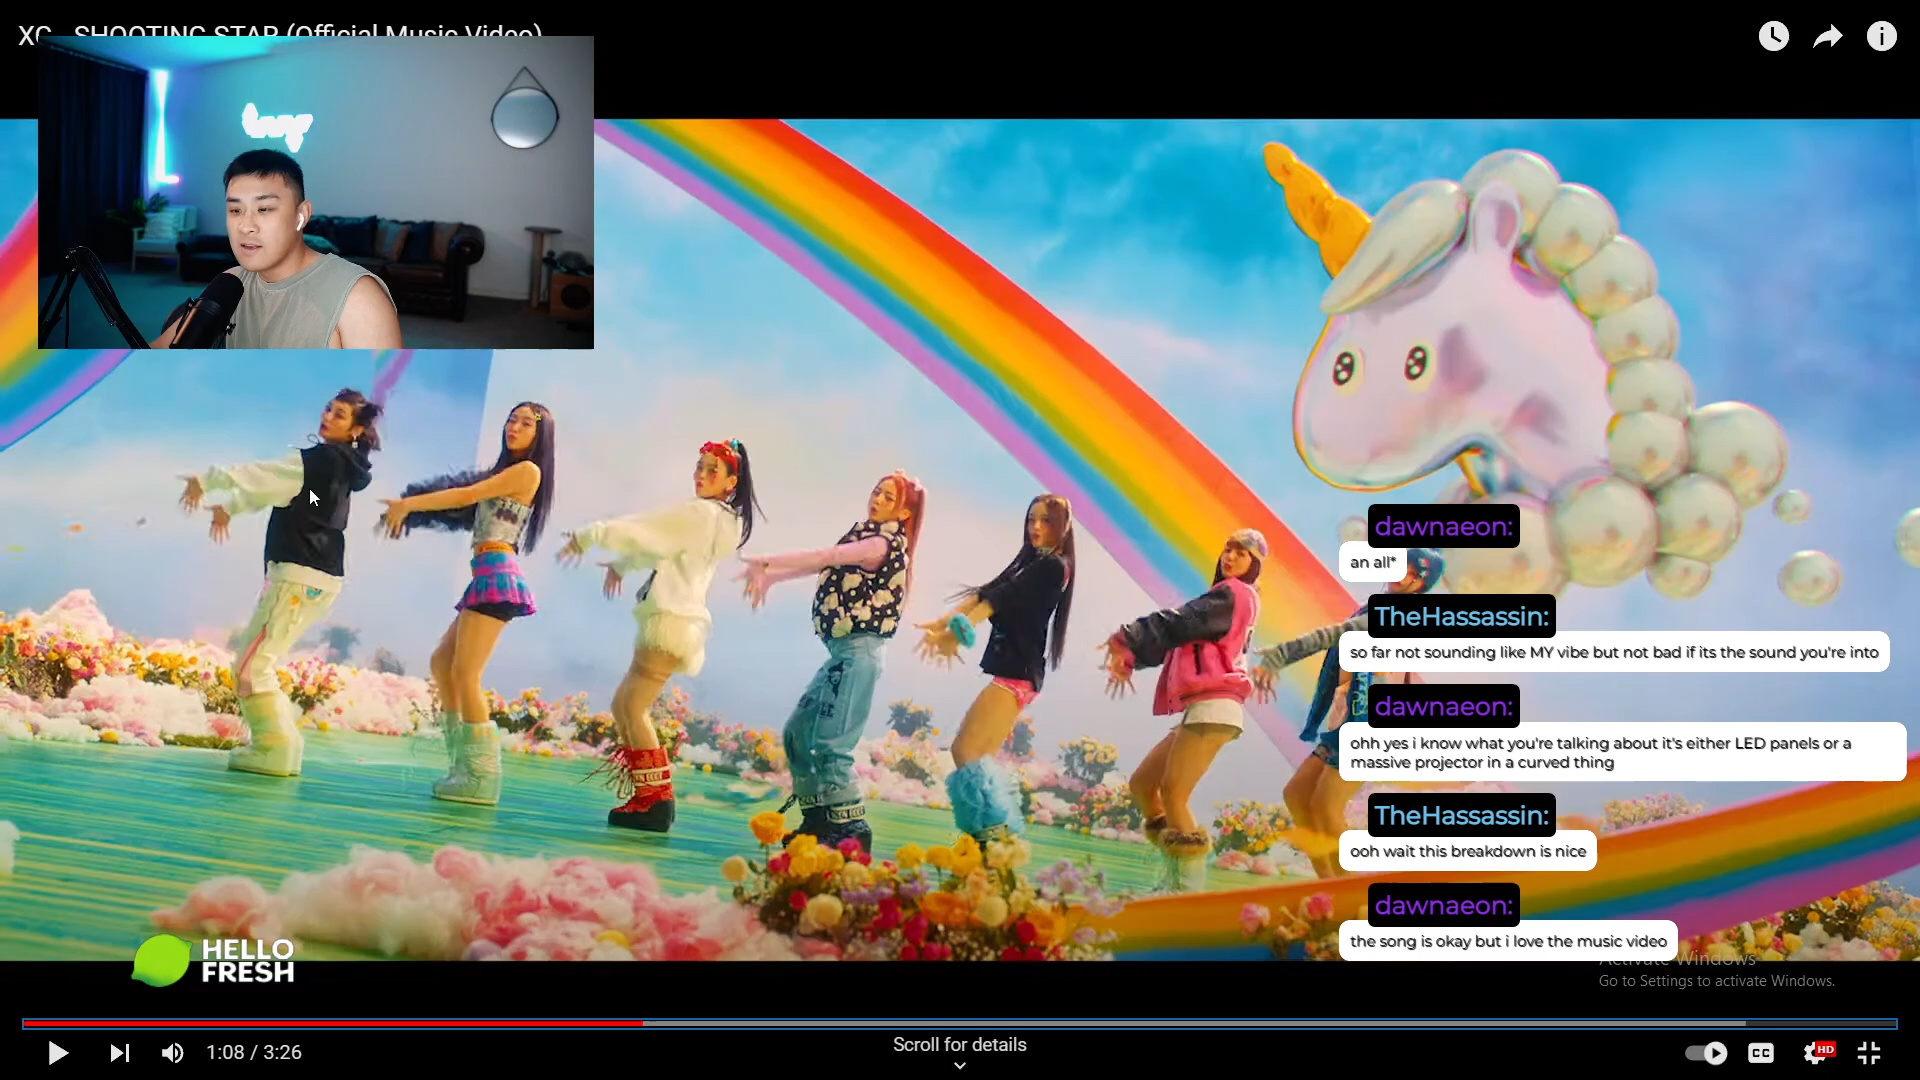 SHOOTING STAR (Official Music Video)
dawnaeon:
an all*
TheHassassin:
so far not sounding like MY vibe but not bad if its the sound you're into
dawnaeon:
ohh yes i know what you're talking about it's either LED panels or a
massive projector in a curved thing
TheHassassin:
ooh wait this breakdown is nice
dawnaeon:
the song is okay but i love the music video
HELLO
FRESH
Activate Windows
Go to Settings to activate Windows.
1:08 / 3:26
Scroll for details
CC
HD